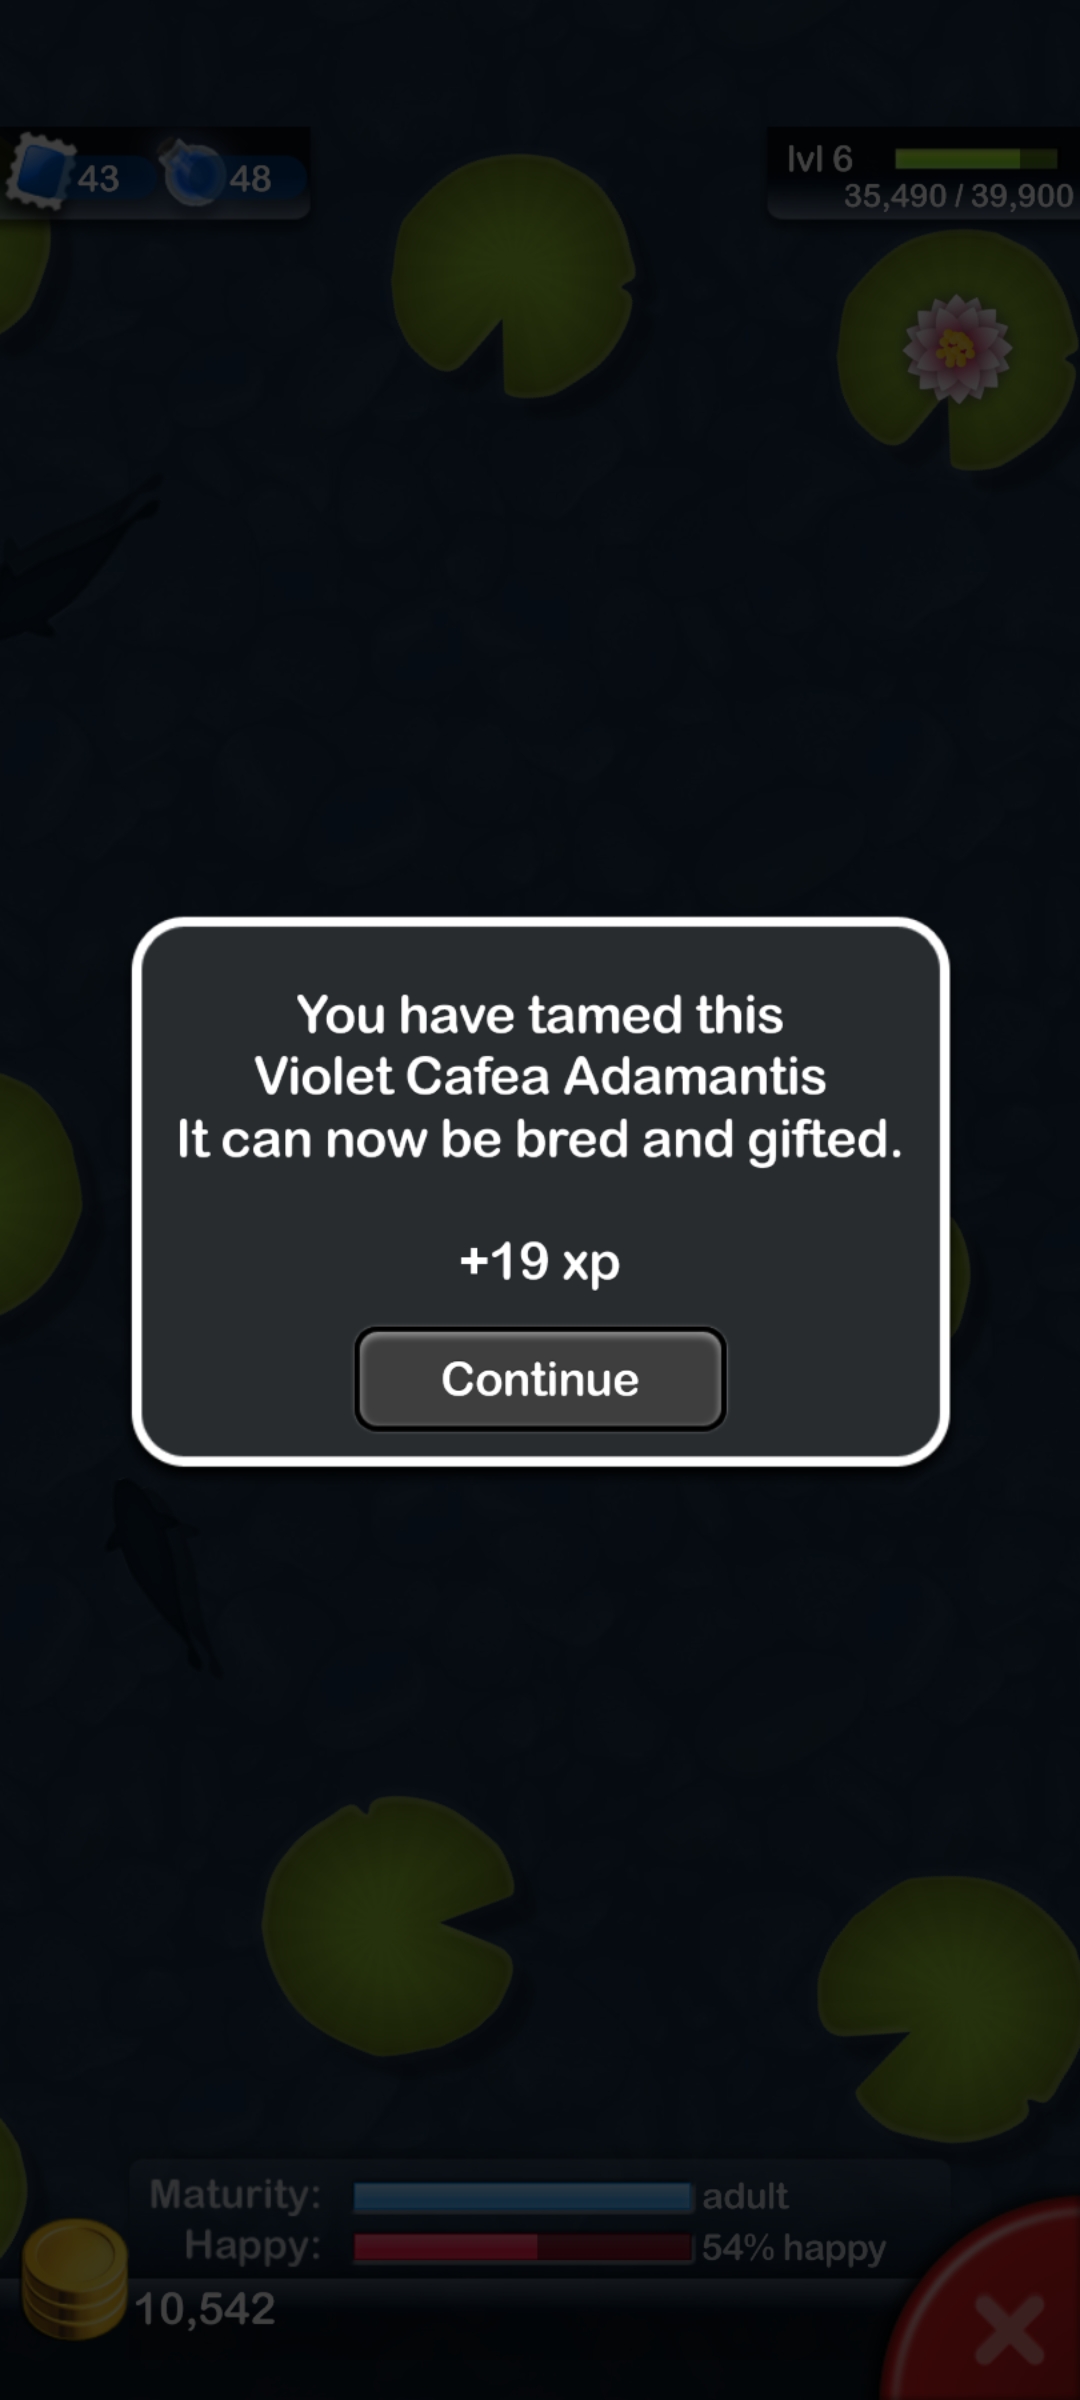 43 48
lvl 6
35,490 / 39,900
You have tamed this
Violet Cafea Adamantis
It can now be bred and gifted.
+19 xp
Continue
Maturity: adult
Happy: 54% happy
10,542